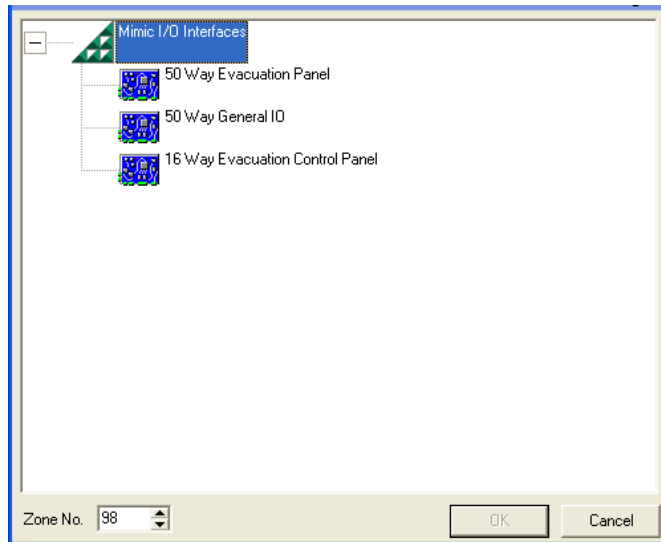 Mimic I/O Interfaces
50 Way Evacuation Panel
50 Way General IO
16 Way Evacuation Control Panel
Zone No. 98 OK Cancel